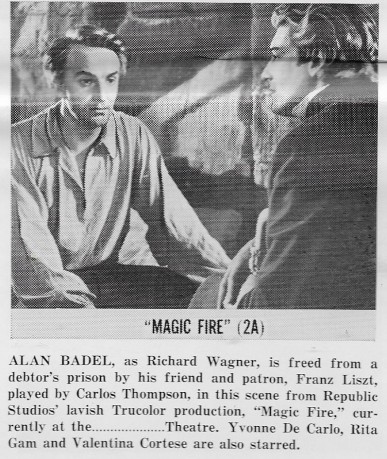 "MAGIC FIRE" (2A)
ALAN BADEL, as Richard Wagner, is freed from a
debtor's prison by his friend and patron, Franz Liszt,
played by Carlos Thompson, in this scene from Republic
Studios' lavish Trucolor production, "Magic Fire," cur-
rently at the..................Theatre. Yvonne De Carlo, Rita
Gam and Valentina Cortese are also starred.